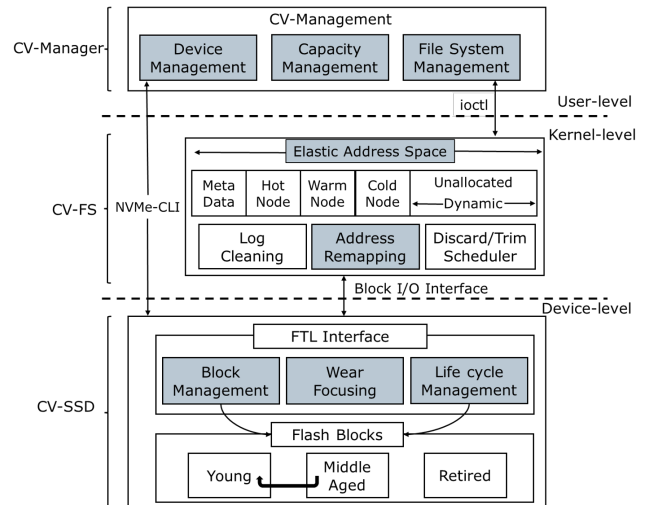 CV-Management
CV-Manager
Device
Management
Capacity
Management
File System
Management
ioctl
User-level
Kernel-level
Elastic Address Space
Meta
Data
Hot
Node
Warm
Node
Cold
Node
Unallocated
Dynamic
CV-FS
NVMe-CLI
Log
Cleaning
Address
Remapping
Discard/Trim
Scheduler
Block I/O Interface
Device-level
FTL Interface
Block
Management
Wear
Focusing
Life cycle
Management
CV-SSD
Flash Blocks
Young
Middle
Aged
Retired